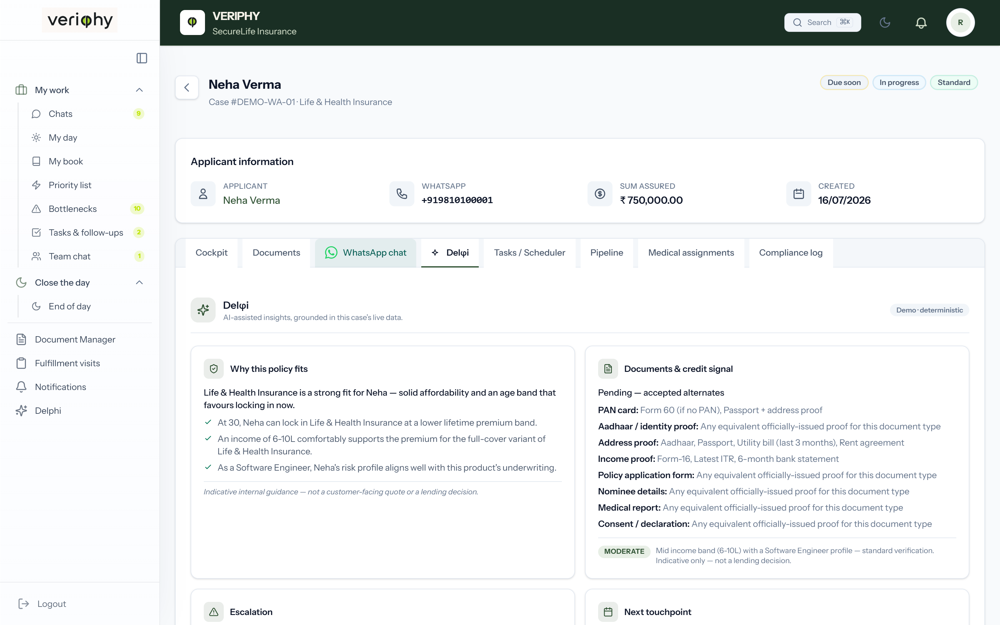 veriφhy
VERIPHY
SecureLife Insurance
Search ⌘K
R
My work
Chats 9
My day
My book
Priority list
Bottlenecks 10
Tasks & follow-ups 2
Team chat 1
Close the day
End of day
Document Manager
Fulfillment visits
Notifications
Delphi
Logout
Neha Verma
Case #DEMO-WA-01 · Life & Health Insurance
Due soon In progress Standard
Applicant information
APPLICANT
Neha Verma
WHATSAPP
+919810100001
SUM ASSURED
₹ 750,000.00
CREATED
16/07/2026
Cockpit Documents WhatsApp chat Delφi Tasks / Scheduler Pipeline Medical assignments Compliance log
Delφi
AI-assisted insights, grounded in this case's live data.
Demo · deterministic
Why this policy fits
Life & Health Insurance is a strong fit for Neha — solid affordability and an age band that
favours locking in now.
At 30, Neha can lock in Life & Health Insurance at a lower lifetime premium band.
An income of 6-10L comfortably supports the premium for the full-cover variant of
Life & Health Insurance.
As a Software Engineer, Neha's risk profile aligns well with this product's underwriting.
Indicative internal guidance — not a customer-facing quote or a lending decision.
Documents & credit signal
Pending — accepted alternates
PAN card: Form 60 (if no PAN), Passport + address proof
Aadhaar / identity proof: Any equivalent officially-issued proof for this document type
Address proof: Aadhaar, Passport, Utility bill (last 3 months), Rent agreement
Income proof: Form-16, Latest ITR, 6-month bank statement
Policy application form: Any equivalent officially-issued proof for this document type
Nominee details: Any equivalent officially-issued proof for this document type
Medical report: Any equivalent officially-issued proof for this document type
Consent / declaration: Any equivalent officially-issued proof for this document type
MODERATE Mid income band (6-10L) with a Software Engineer profile — standard verification.
Indicative only — not a lending decision.
Escalation
Next touchpoint